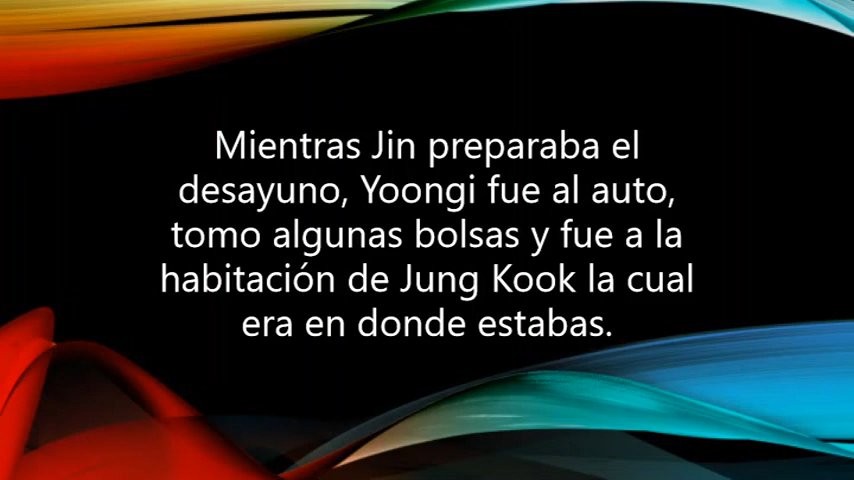 Mientras Jin preparaba el
desayuno, Yoongi fue al auto,
tomo algunas bolsas y fue a la
habitación de Jung Kook la cual
era en donde estabas.